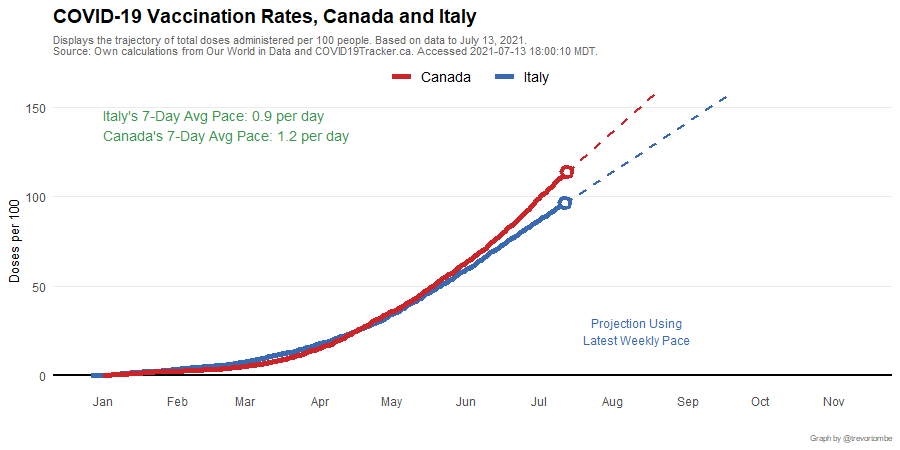 COVID-19 Vaccination Rates, Canada and Italy
Displays the trajectory of total doses administered per 100 people. Based on data to July 13, 2021.
Source: Own calculations from Our World in Data and COVID19Tracker.ca. Accessed 2021-07-13 18:00:10 MDT.
Canada Italy
150
Italy's 7-Day Avg Pace: 0.9 per day
Canada's 7-Day Avg Pace: 1.2 per day
100
Doses per 100
50
Projection Using
Latest Weekly Pace
0
Jan Feb Mar Apr May Jun Jul Aug Sep Oct Nov
Graph by @trevortombe